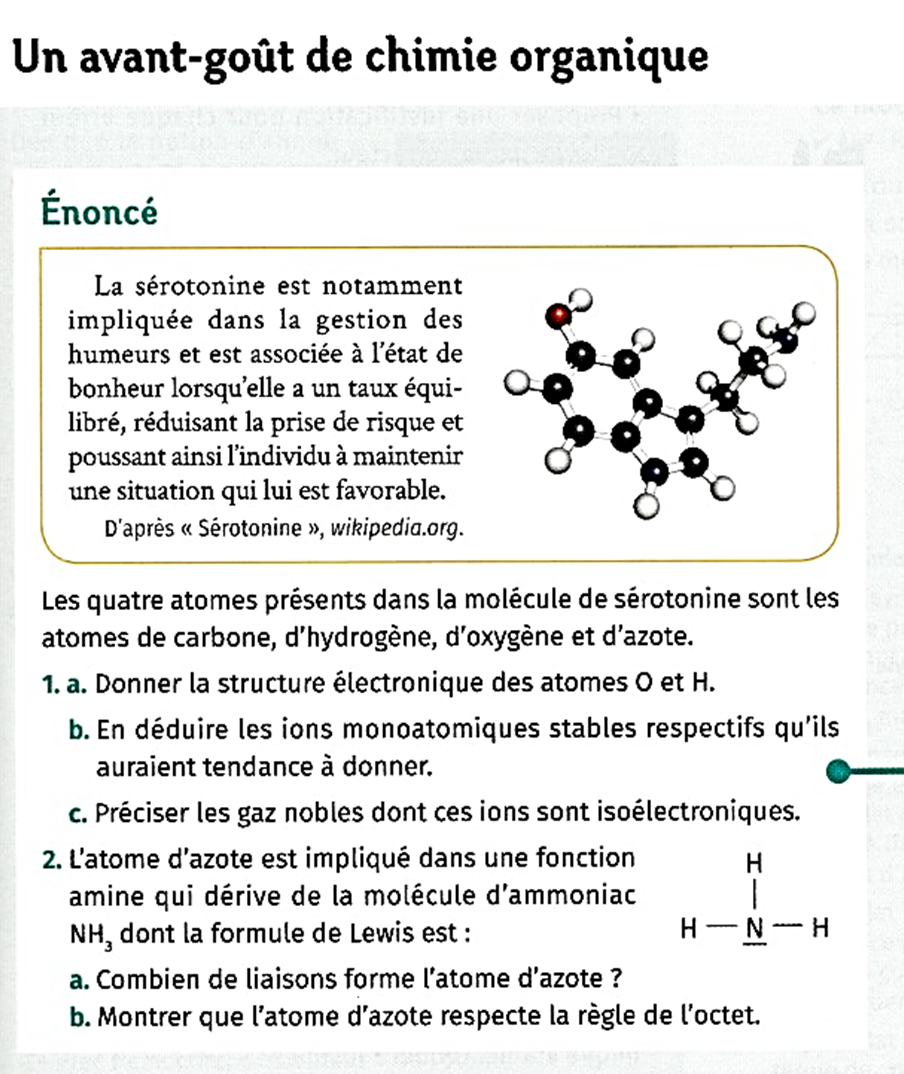 Un avant-goût de chimie organique
Énoncé
La sérotonine est notamment
impliquée dans la gestion des
humeurs et est associée à l'état de
bonheur lorsqu'elle a un taux équi-
libré, réduisant la prise de risque et
poussant ainsi l'individu à maintenir
une situation qui lui est favorable.
D'après « Sérotonine », wikipedia.org.
Les quatre atomes présents dans la molécule de sérotonine sont les
atomes de carbone, d'hydrogène, d'oxygène et d'azote.
1. a. Donner la structure électronique des atomes O et H.
b. En déduire les ions monoatomiques stables respectifs qu'ils
auraient tendance à donner.
c. Préciser les gaz nobles dont ces ions sont isoélectroniques.
2. L'atome d'azote est impliqué dans une fonction
amine qui dérive de la molécule d'ammoniac
NH₃ dont la formule de Lewis est :
H
H — N — H
a. Combien de liaisons forme l'atome d'azote ?
b. Montrer que l'atome d'azote respecte la règle de l'octet.